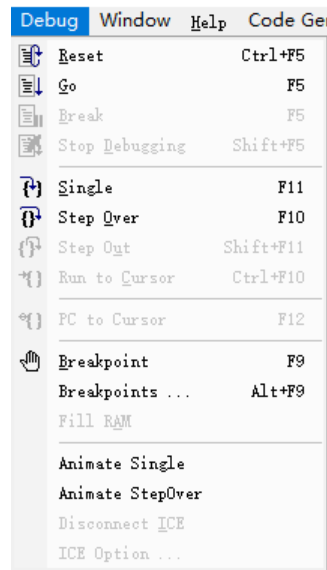 Debug Window Help Code Ge
Reset Ctrl+F5
Go F5
Break F5
Stop Debugging Shift+F5
Single F11
Step Over F10
Step Out Shift+F11
Run to Cursor Ctrl+F10
PC to Cursor F12
Breakpoint F9
Breakpoints ... Alt+F9
Fill RAM
Animate Single
Animate StepOver
Disconnect ICE
ICE Option ...